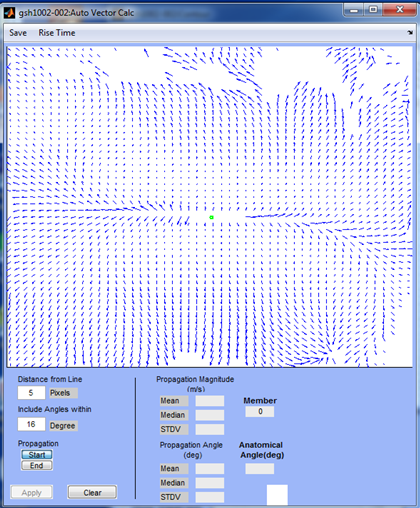 gsh1002-002:Auto Vector Calc
Save Rise Time
Distance from Line
5 Pixels
Include Angles within
16 Degree
Propagation
Start
End
Apply Clear
Propagation Magnitude
(m/s)
Mean
Median
STDV
Member
0
Propagation Angle
(deg)
Mean
Median
STDV
Anatomical
Angle(deg)